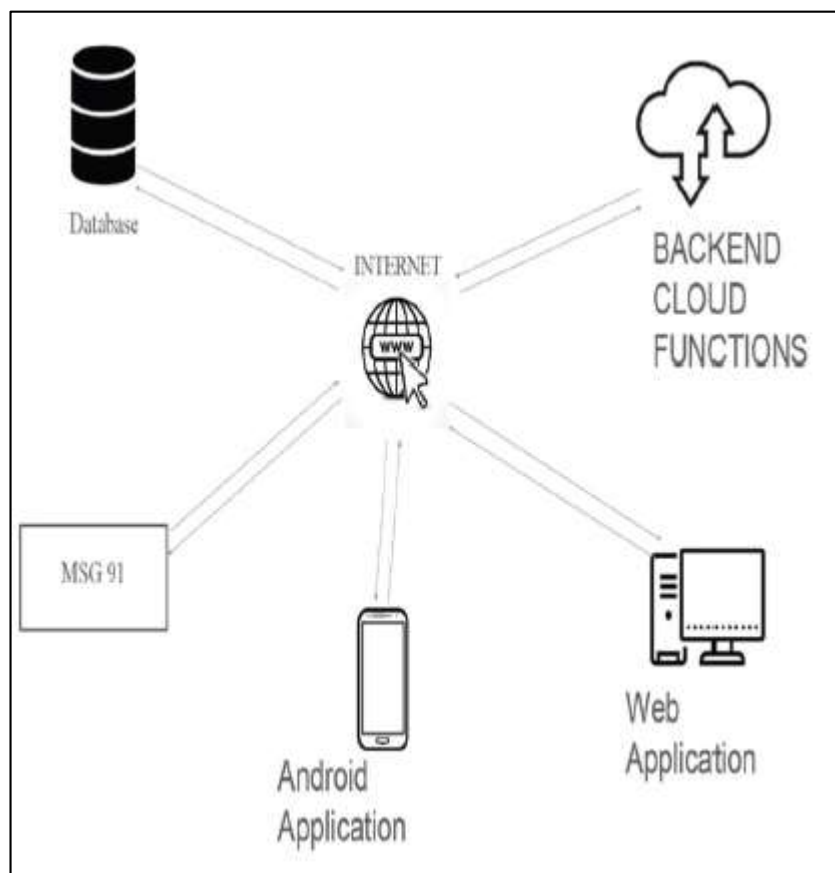 Database
INTERNET
www
BACKEND
CLOUD
FUNCTIONS
MSG 91
Android
Application
Web
Application